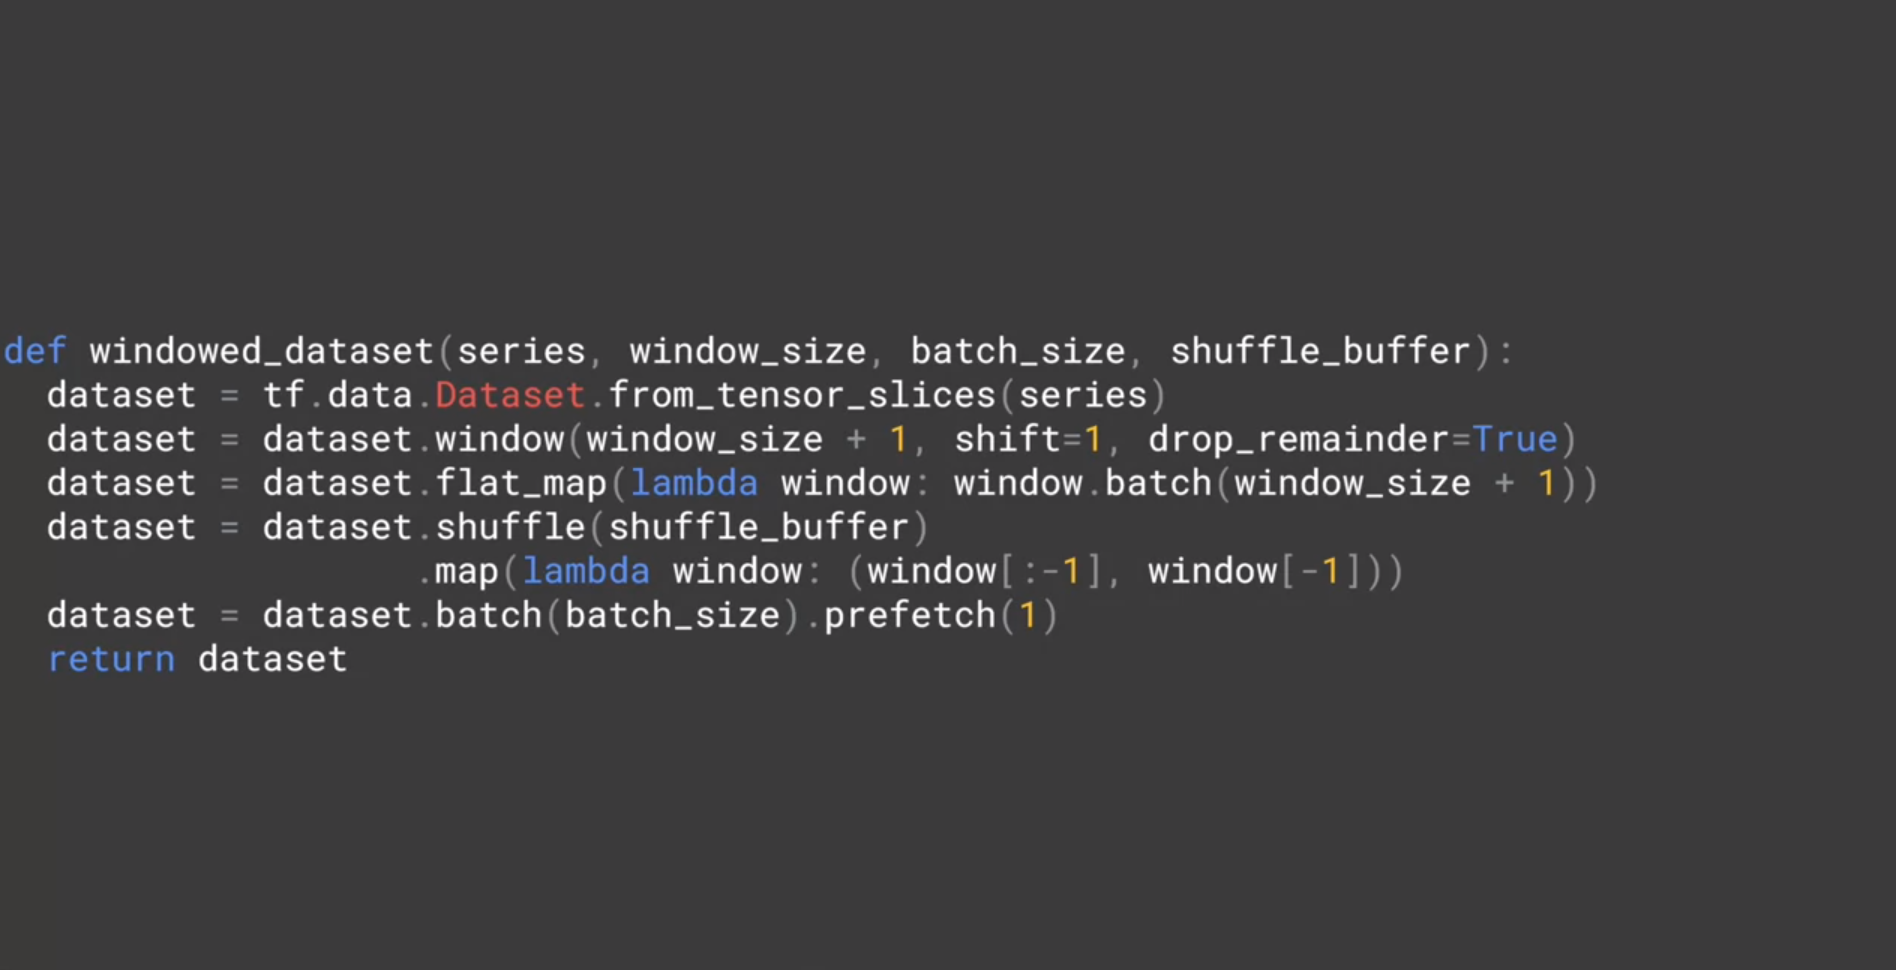 def windowed_dataset(series, window_size, batch_size, shuffle_buffer):
  dataset = tf.data.Dataset.from_tensor_slices(series)
  dataset = dataset.window(window_size + 1, shift=1, drop_remainder=True)
  dataset = dataset.flat_map(lambda window: window.batch(window_size + 1))
  dataset = dataset.shuffle(shuffle_buffer)
                   .map(lambda window: (window[:-1], window[-1]))
  dataset = dataset.batch(batch_size).prefetch(1)
  return dataset